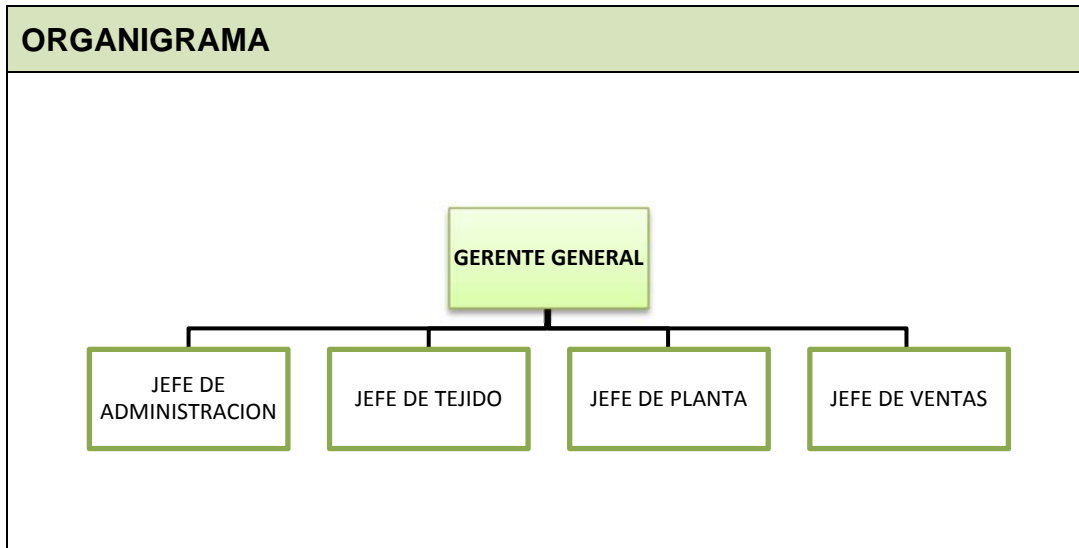 ORGANIGRAMA
GERENTE GENERAL
JEFE DE
ADMINISTRACION
JEFE DE TEJIDO
JEFE DE PLANTA
JEFE DE VENTAS